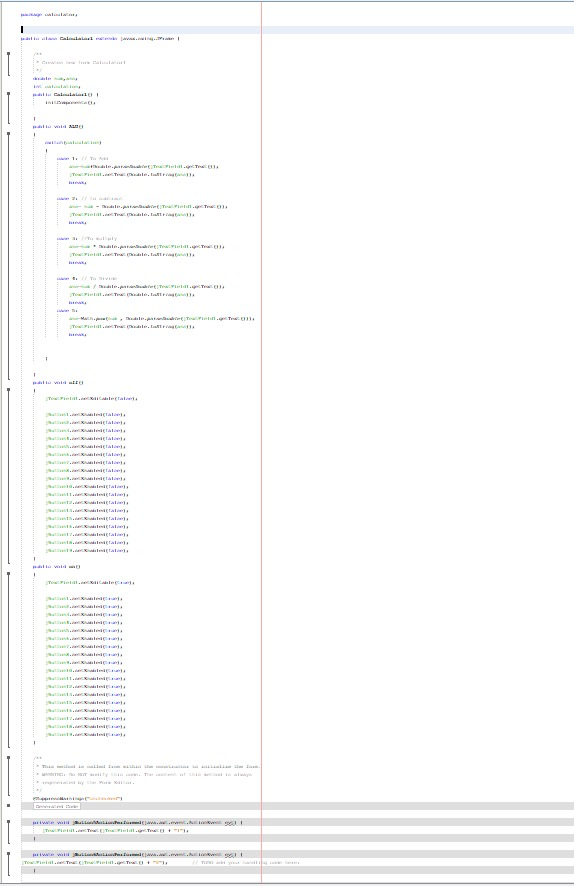 package calculator;
public class Calculator1 extends javax.swing.JFrame {
/**
* Creates new form Calculator1
*/
double num,ans;
int calculation;
public Calculator1() {
initComponents();
}
public void ALU()
{
switch(calculation)
{
case 1: // To Add
ans=num+Double.parseDouble(jTextField1.getText());
jTextField1.setText(Double.toString(ans));
break;
case 2: // to subtract
ans= num - Double.parseDouble(jTextField1.getText());
jTextField1.setText(Double.toString(ans));
break;
case 3: //To multiply
ans=num * Double.parseDouble(jTextField1.getText());
jTextField1.setText(Double.toString(ans));
break;
case 4: // To Divide
ans=num / Double.parseDouble(jTextField1.getText());
jTextField1.setText(Double.toString(ans));
break;
case 5:
ans=Math.pow(num , Double.parseDouble(jTextField1.getText()));
jTextField1.setText(Double.toString(ans));
break;
}
}
public void off()
{
jTextField1.setEditable(false);
jButton1.setEnabled(false);
jButton2.setEnabled(false);
jButton3.setEnabled(false);
jButton4.setEnabled(false);
jButton5.setEnabled(false);
jButton6.setEnabled(false);
jButton7.setEnabled(false);
jButton8.setEnabled(false);
jButton9.setEnabled(false);
jButton10.setEnabled(false);
jButton11.setEnabled(false);
jButton12.setEnabled(false);
jButton13.setEnabled(false);
jButton14.setEnabled(false);
jButton16.setEnabled(false);
jButton17.setEnabled(false);
jButton18.setEnabled(false);
jButton19.setEnabled(false);
}
public void on()
{
jTextField1.setEditable(true);
jButton1.setEnabled(true);
jButton2.setEnabled(true);
jButton3.setEnabled(true);
jButton4.setEnabled(true);
jButton5.setEnabled(true);
jButton6.setEnabled(true);
jButton7.setEnabled(true);
jButton8.setEnabled(true);
jButton9.setEnabled(true);
jButton10.setEnabled(true);
jButton11.setEnabled(true);
jButton12.setEnabled(true);
jButton13.setEnabled(true);
jButton15.setEnabled(true);
jButton16.setEnabled(true);
jButton17.setEnabled(true);
jButton18.setEnabled(true);
jButton19.setEnabled(true);
}
/**
* This method is called from within the constructor to initialize the form.
* WARNING: Do NOT modify this code. The content of this method is always
* regenerated by the Form Editor.
*/
@SuppressWarnings("unchecked")
Generated Code
private void jButton1ActionPerformed(java.awt.event.ActionEvent evt) {
jTextField1.setText(jTextField1.getText() + "1");
}
private void jButton9ActionPerformed(java.awt.event.ActionEvent evt) {
jTextField1.setText(jTextField1.getText() + ); // TODO add your handling code here:
}